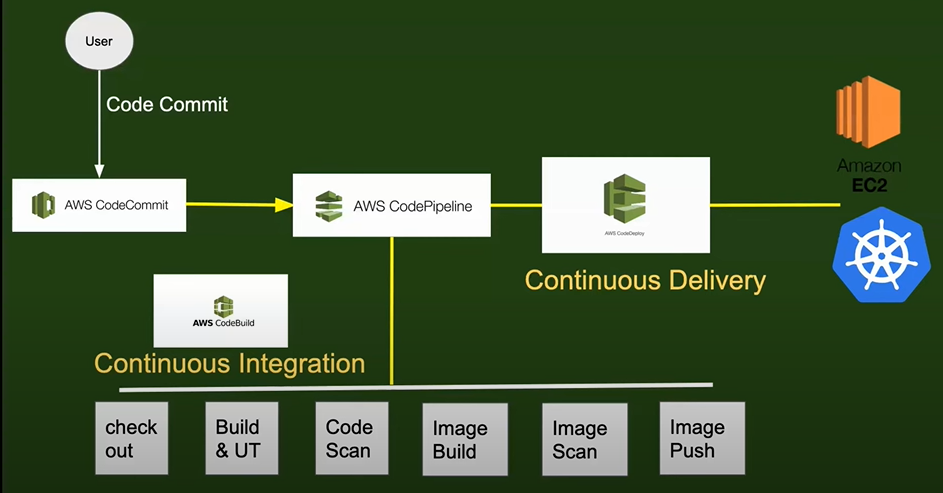 User
Code Commit
AWS CodeCommit
AWS CodePipeline
AWS CodeDeploy
Amazon
EC2
Continuous Delivery
AWS CodeBuild
Continuous Integration
check
out
Build
& UT
Code
Scan
Image
Build
Image
Scan
Image
Push